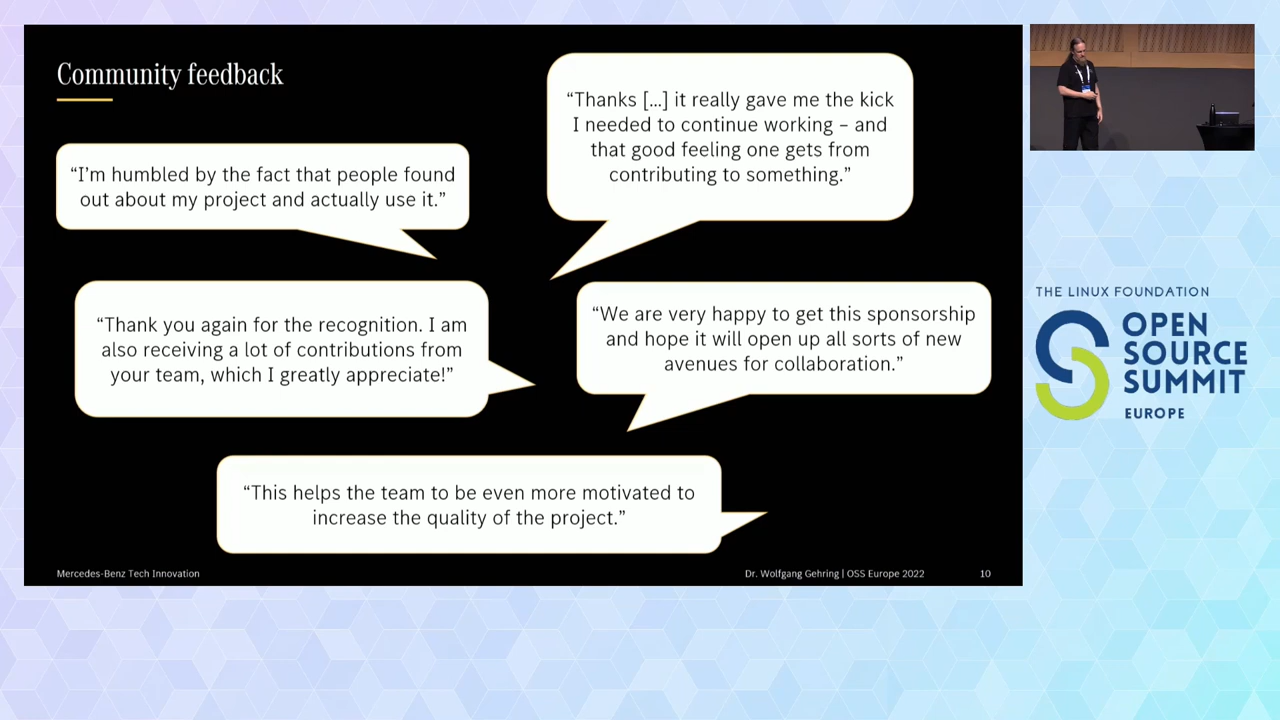 Community feedback
“Thanks [...] it really gave me the kick
I needed to continue working – and
that good feeling one gets from
contributing to something.”
“I’m humbled by the fact that people found
out about my project and actually use it.”
“Thank you again for the recognition. I am
also receiving a lot of contributions from
your team, which I greatly appreciate!”
“We are very happy to get this sponsorship
and hope it will open up all sorts of new
avenues for collaboration.”
“This helps the team to be even more motivated to
increase the quality of the project.”
Mercedes-Benz Tech Innovation
Dr. Wolfgang Gehring | OSS Europe 2022
10
THE LINUX FOUNDATION
OPEN
SOURCE
SUMMIT
EUROPE